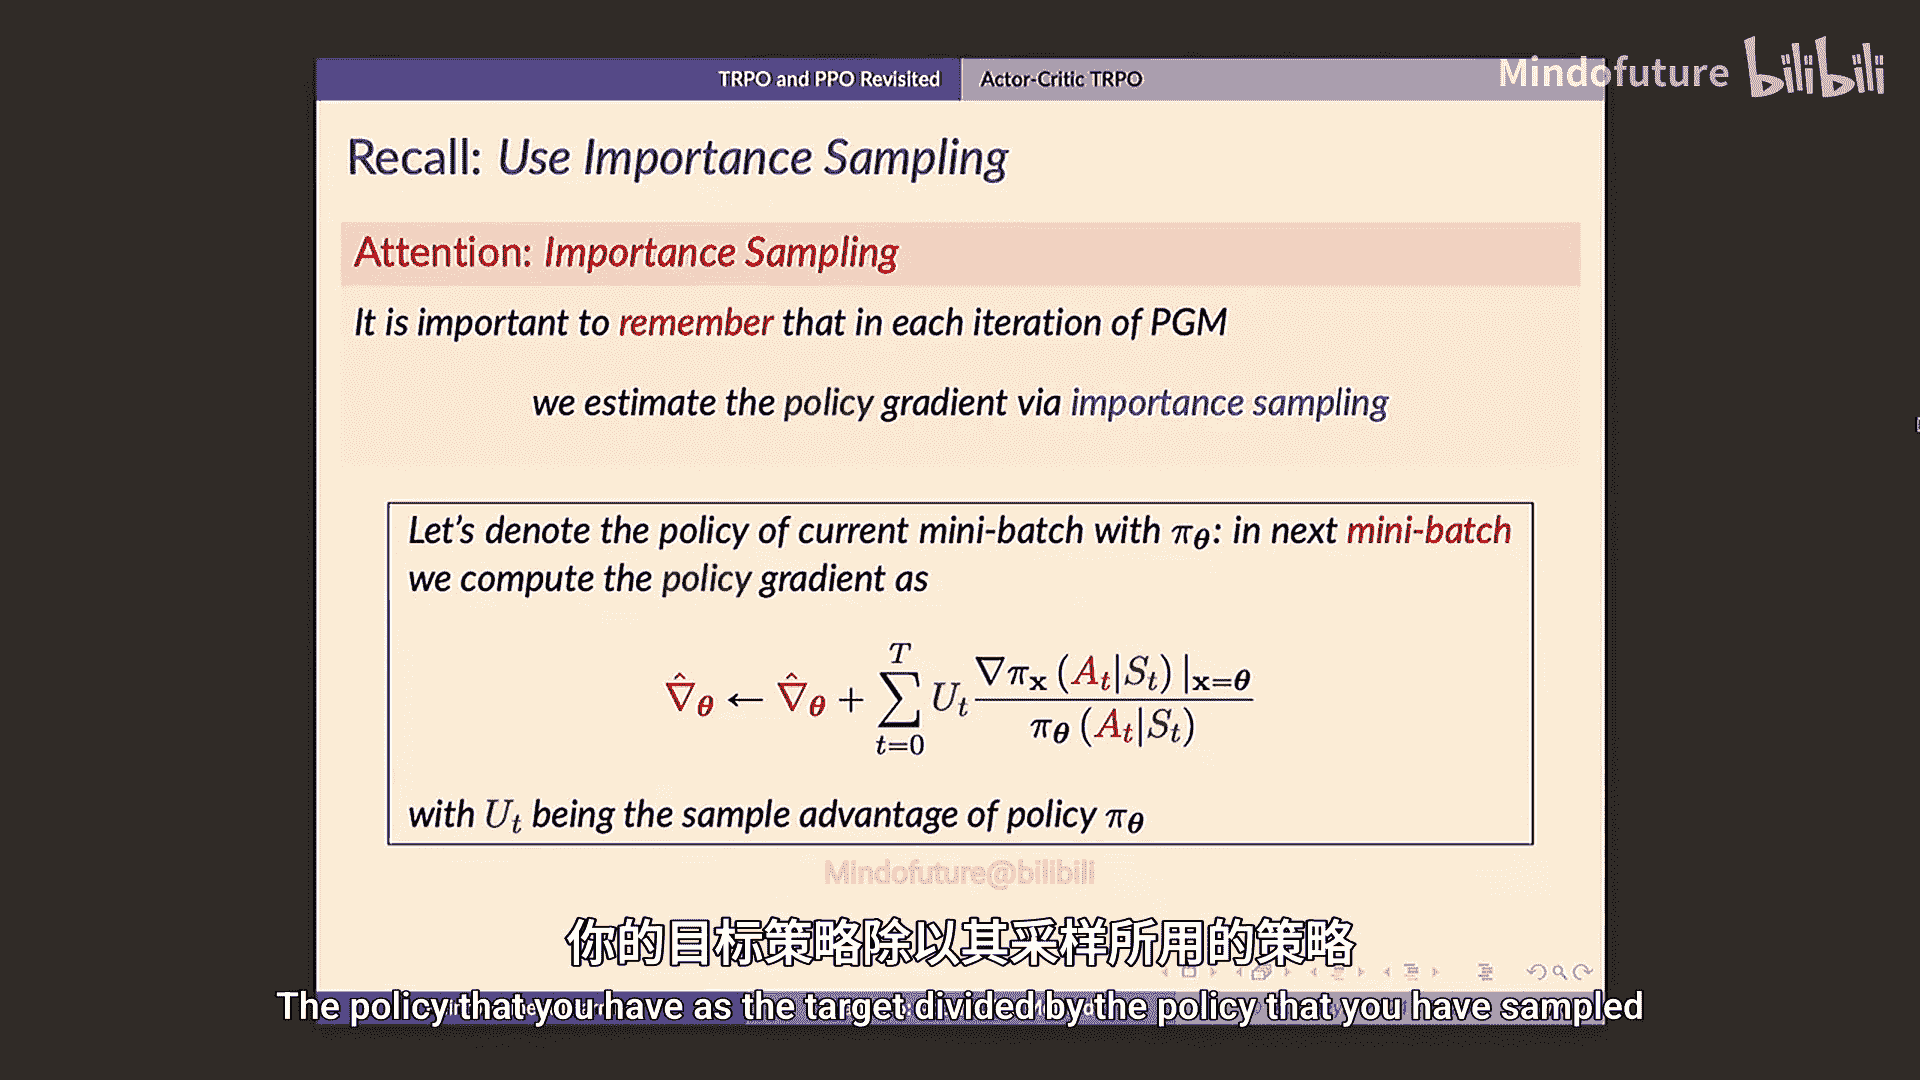 Mindofuture bilibili
TRPO and PPO Revisited Actor-Critic TRPO
Recall: Use Importance Sampling
Attention: Importance Sampling
It is important to remember that in each iteration of PGM
we estimate the policy gradient via importance sampling
Let's denote the policy of current mini-batch with π_θ: in next mini-batch
we compute the policy gradient as
∇̂_θ ← ∇̂_θ + ∑_{t=0}^{T} U_t ∇π_x (A_t|S_t) |_{x=θ} / π_θ (A_t|S_t)
with U_t being the sample advantage of policy π_θ
Mindofuture@bilibili
你的目标策略除以其采样所用的策略
The policy that you have as the target divided by the policy that you have sampled